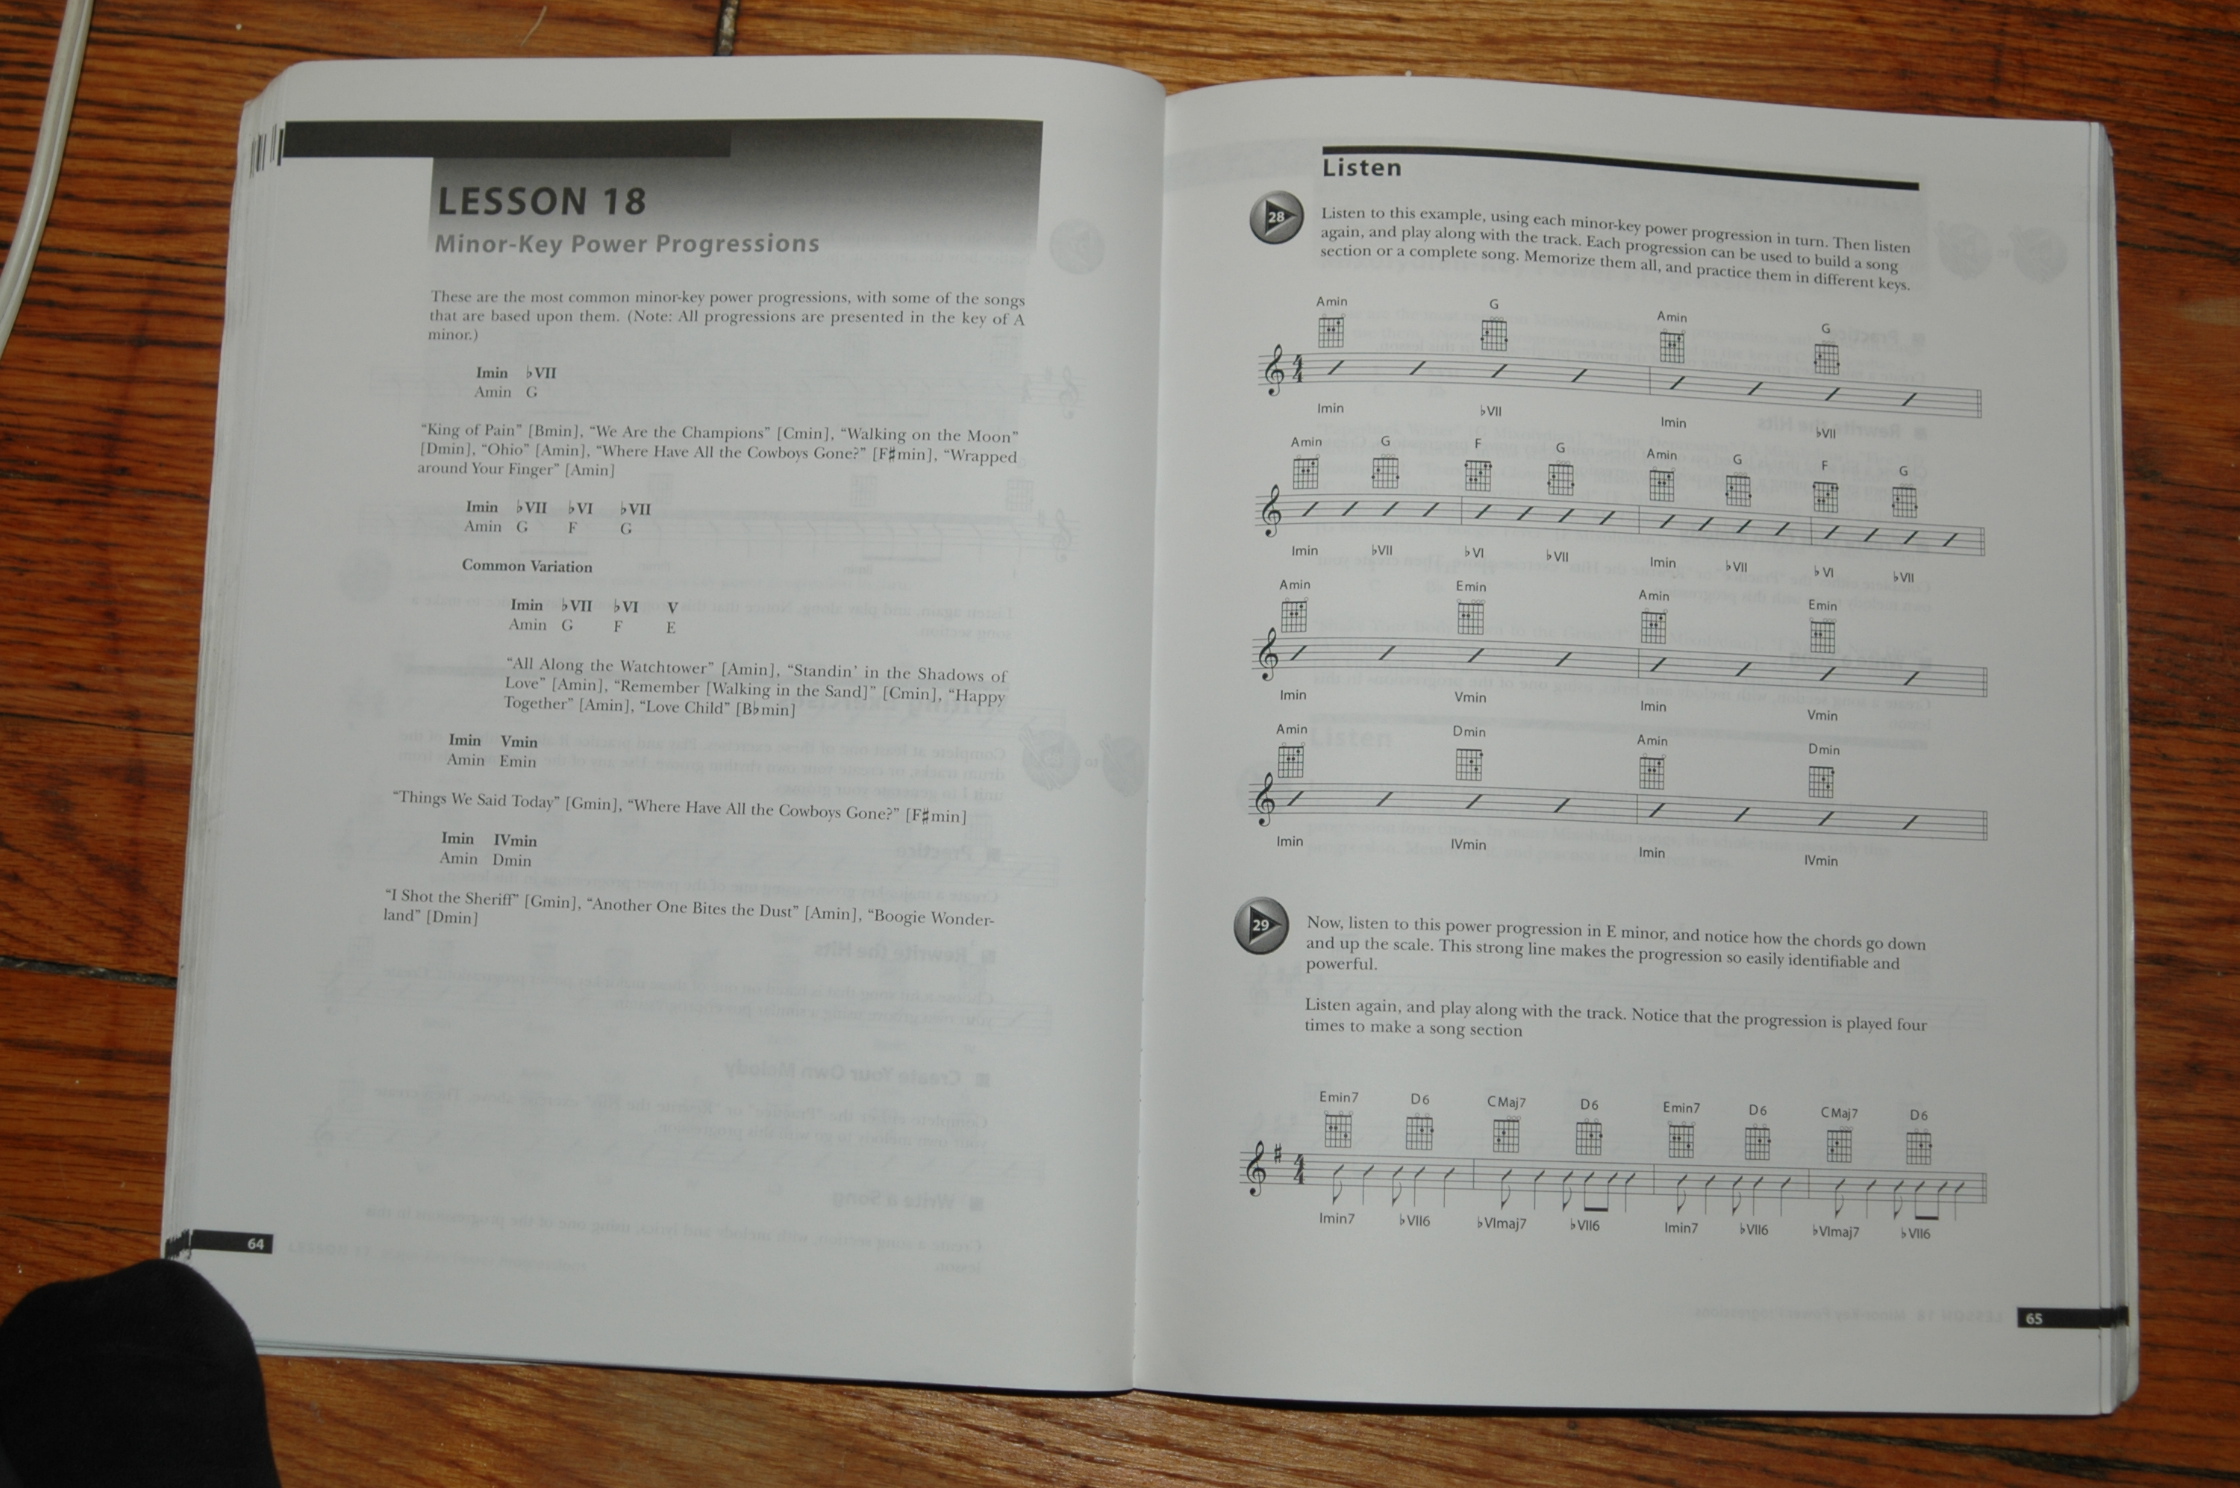 LESSON 18
Minor-Key Power Progressions
These are the most common minor-key power progressions, with some of the songs
that are based upon them. (Note: All progressions are presented in the key of A
minor.)
Imin ♭VII
Amin G
“King of Pain” [Bmin], “We Are the Champions” [Cmin], “Walking on the Moon”
[Dmin], “Ohio” [Amin], “Where Have All the Cowboys Gone?” [F♯min], “Wrapped
around Your Finger” [Amin]
Imin ♭VII ♭VI ♭VII
Amin G F G
Common Variation
Imin ♭VII ♭VI V
Amin G F E
“All Along the Watchtower” [Amin], “Standin’ in the Shadows of
Love” [Amin], “Remember [Walking in the Sand]” [Cmin], “Happy
Together” [Amin], “Love Child” [B♭min]
Imin Vmin
Amin Emin
“Things We Said Today” [Gmin], “Where Have All the Cowboys Gone?” [F♯min]
Imin IVmin
Amin Dmin
“I Shot the Sheriff” [Gmin], “Another One Bites the Dust” [Amin], “Boogie Wonder-
land” [Dmin]
64
Listen
28
Listen to this example, using each minor-key power progression in turn. Then listen
again, and play along with the track. Each progression can be used to build a song
section or a complete song. Memorize them all, and practice them in different keys.
Amin G Amin G
4
4
Imin ♭VII Imin ♭VII
Amin G F G Amin G F G
Imin ♭VII ♭VI ♭VII Imin ♭VII ♭VI ♭VII
Amin Emin Amin Emin
Imin Vmin Imin Vmin
Amin Dmin Amin Dmin
Imin IVmin Imin IVmin
29
Now, listen to this power progression in E minor, and notice how the chords go down
and up the scale. This strong line makes the progression so easily identifiable and
powerful.
Listen again, and play along with the track. Notice that the progression is played four
times to make a song section
Emin7 D6 CMaj7 D6 Emin7 D6 CMaj7 D6
4
4
Imin7 ♭VII6 ♭VImaj7 ♭VII6 Imin7 ♭VII6 ♭VImaj7 ♭VII6
65